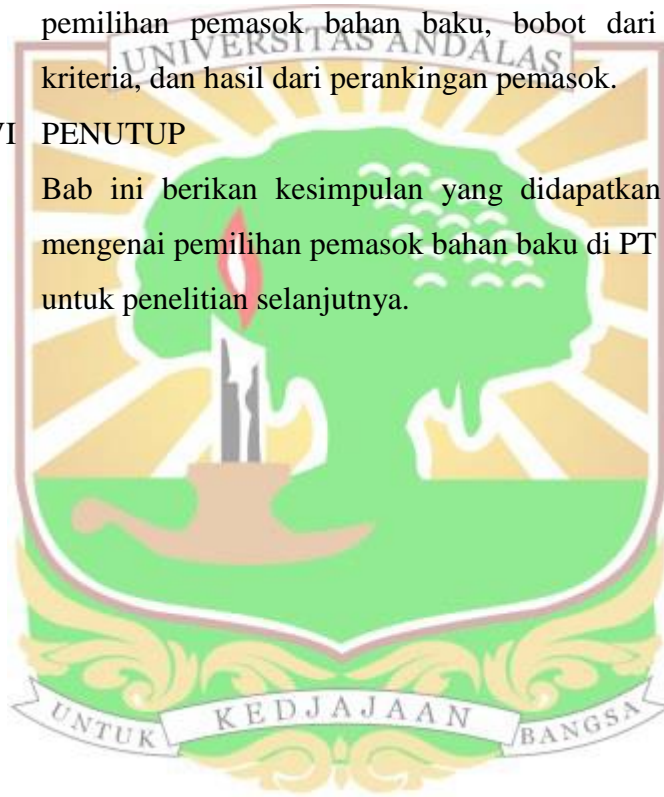 pemilihan pemasok bahan baku, bobot dari
UNIVERSITAS ANDALAS
kriteria, dan hasil dari perankingan pemasok.
VI PENUTUP
Bab ini berikan kesimpulan yang didapatkan
mengenai pemilihan pemasok bahan baku di PT
untuk penelitian selanjutnya.
UNTUK KEDJAJAAN BANGSA